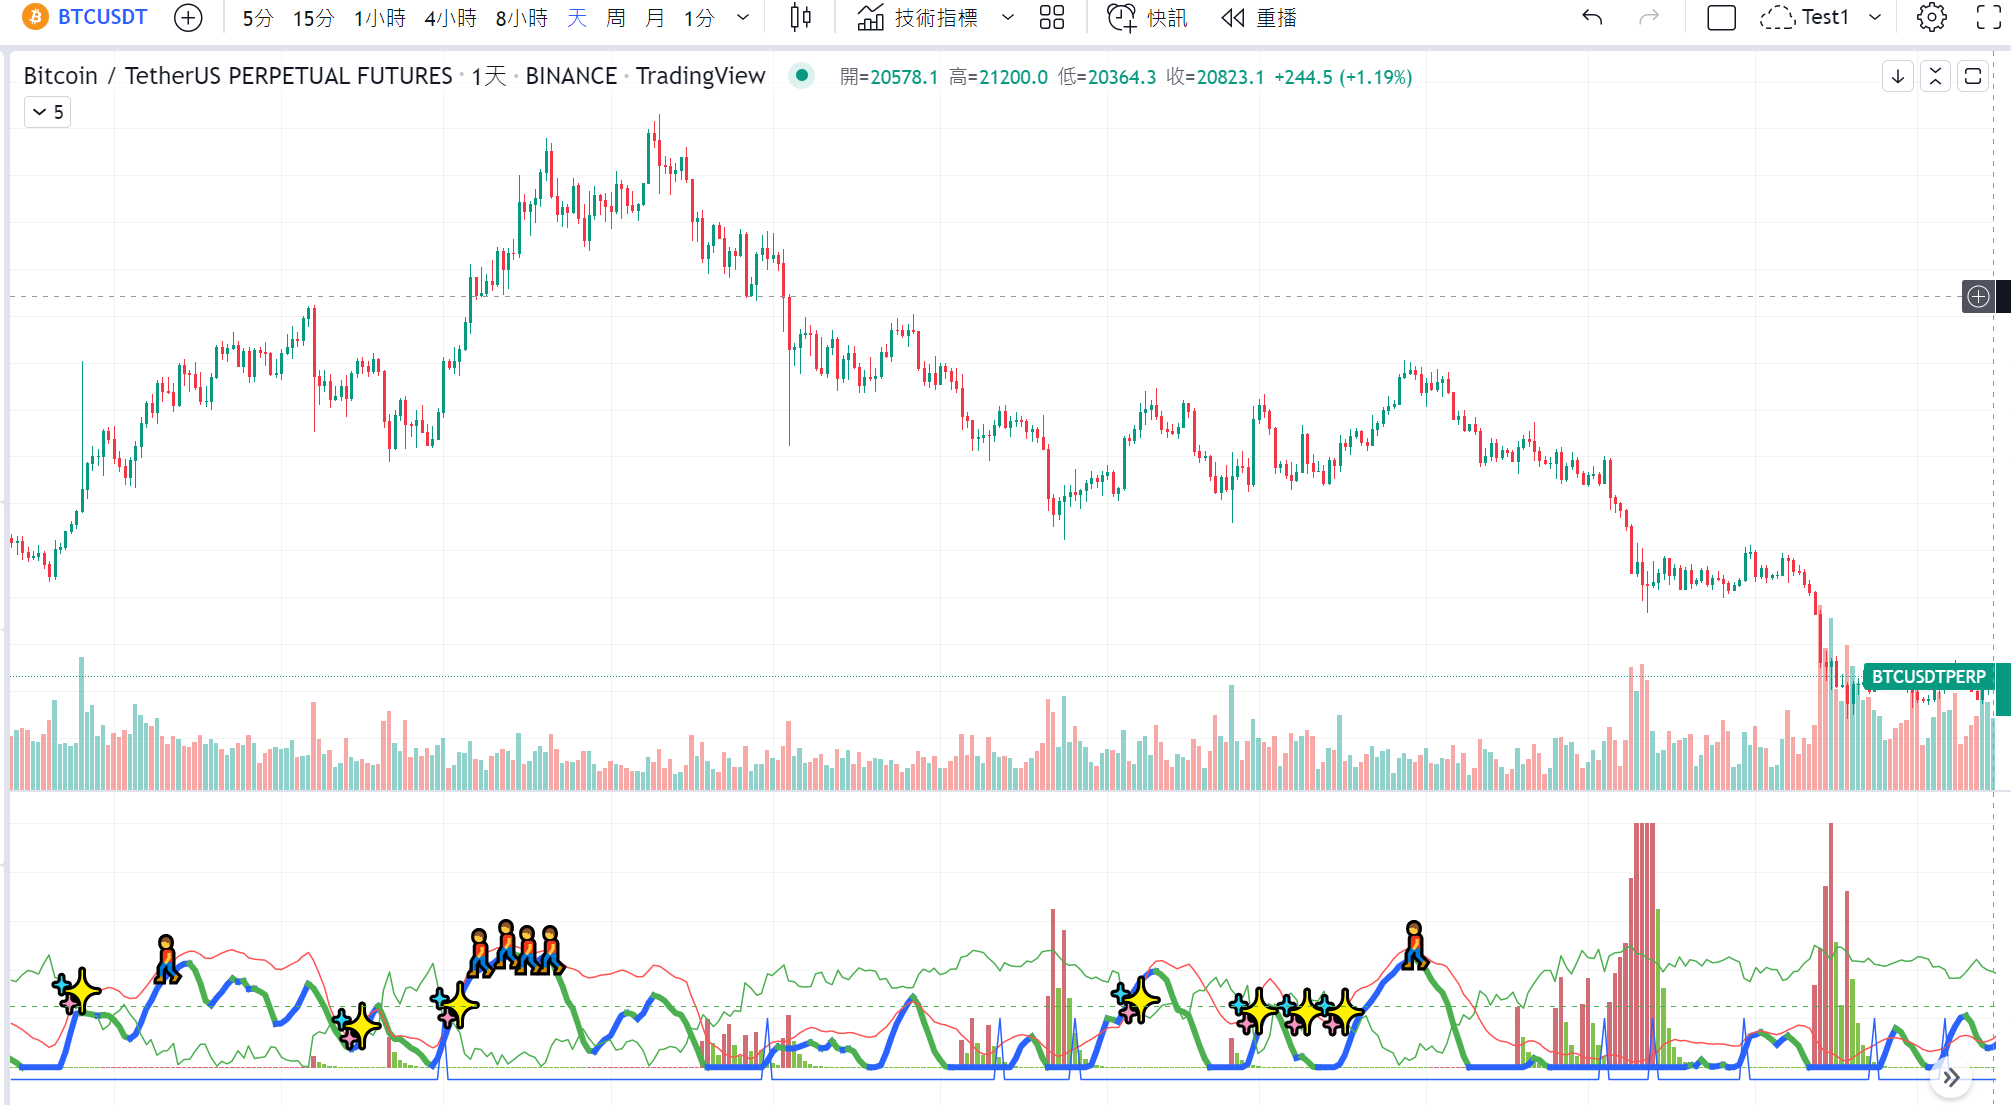 BTCUSDT 5分 15分 1小時 4小時 8小時 天 周 月 1分 技術指標 快訊 重播 Test1
Bitcoin / TetherUS PERPETUAL FUTURES · 1天 · BINANCE · TradingView 開=20578.1 高=21200.0 低=20364.3 收=20823.1 +244.5 (+1.19%)
5
BTCUSDTPERP